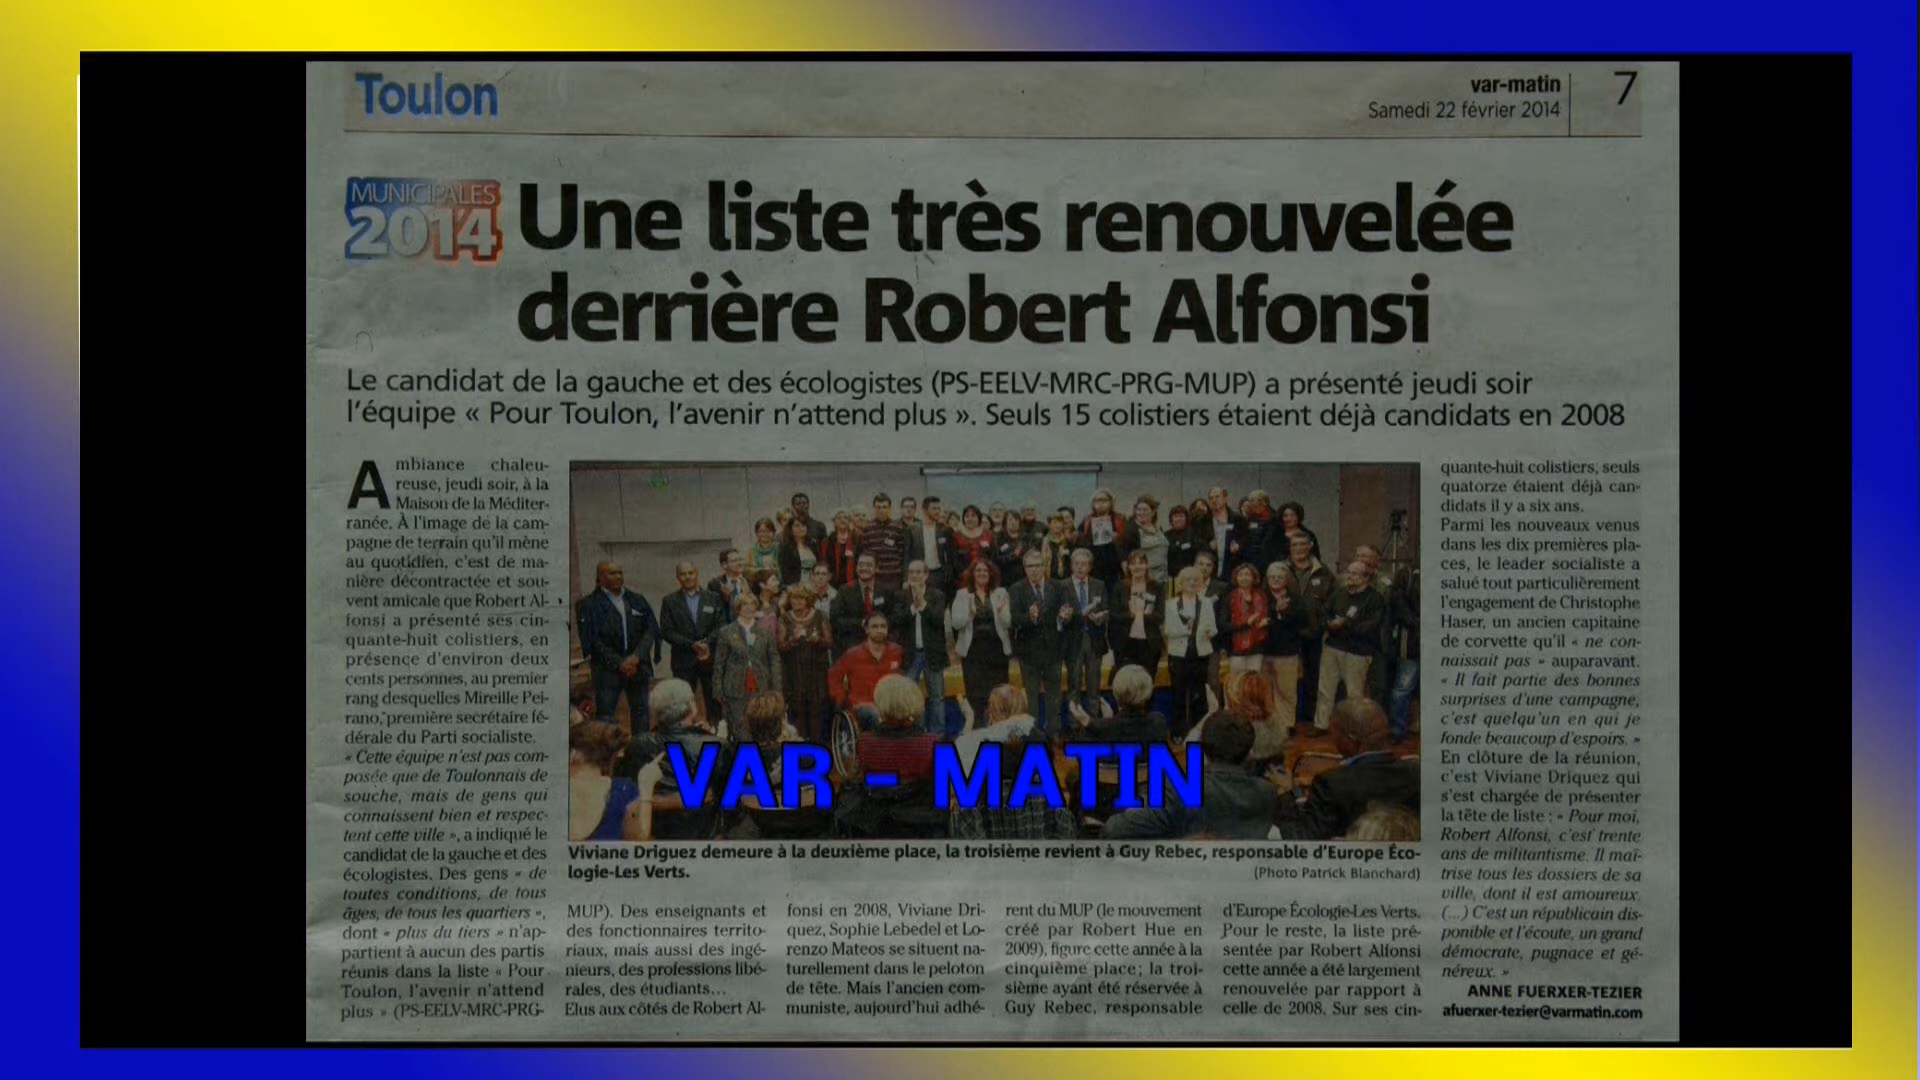 Toulon
var-matin
Samedi 22 février 2014
7
MUNICIPALES
2014
Une liste très renouvelée
derrière Robert Alfonsi
Le candidat de la gauche et des écologistes (PS-EELV-MRC-PRG-MUP) a présenté jeudi soir
l'équipe « Pour Toulon, l'avenir n'attend plus ». Seuls 15 colistiers étaient déjà candidats en 2008
Ambiance chaleu-
reuse, jeudi soir, à la
Maison de la Méditer-
ranée. À l'image de la cam-
pagne de terrain qu'il mène
au quotidien, c'est de ma-
nière décontractée et sou-
vent amicale que Robert Al-
fonsi a présenté ses cin-
quante-huit colistiers, en
présence d'environ deux
cents personnes, au premier
rang desquelles Mireille Pei-
rano, première secrétaire fé-
dérale du Parti socialiste.
« Cette équipe n'est pas com-
posée que de Toulonnais de
souche, mais de gens qui
connaissent bien et respec-
tent cette ville », a indiqué le
candidat de la gauche et des
écologistes. Des gens « de
toutes conditions, de tous
âges, de tous les quartiers »,
dont « plus du tiers » n'ap-
partient à aucun des partis
réunis dans la liste « Pour
Toulon, l'avenir n'attend
plus » (PS-EELV-MRC-PRG-
VAR - MATIN
Viviane Driguez demeure à la deuxième place, la troisième revient à Guy Rebec, responsable d'Europe Éco-
logie-Les Verts.
(Photo Patrick Blanchard)
MUP). Des enseignants et
des fonctionnaires territo-
riaux, mais aussi des ingé-
nieurs, des professions libé-
rales, des étudiants...
Elus aux côtés de Robert Al-
fonsi en 2008, Viviane Dri-
quez, Sophie Lebedel et Lo-
renzo Mateos se situent na-
turellement dans le peloton
de tête. Mais l'ancien com-
muniste, aujourd'hui adhé-
rent du MUP (le mouvement
créé par Robert Hue en
2009), figure cette année à la
cinquième place ; la troi-
sième ayant été réservée à
Guy Rebec, responsable
d'Europe Écologie-Les Verts.
Pour le reste, la liste pré-
sentée par Robert Alfonsi
cette année a été largement
renouvelée par rapport à
celle de 2008. Sur ses cin-
quante-huit colistiers, seuls
quatorze étaient déjà can-
didats il y a six ans.
Parmi les nouveaux venus
dans les dix premières pla-
ces, le leader socialiste a
salué tout particulièrement
l'engagement de Christophe
Haser, un ancien capitaine
de corvette qu'il « ne con-
naissait pas » auparavant.
« Il fait partie des bonnes
surprises d'une campagne,
c'est quelqu'un en qui je
fonde beaucoup d'espoirs. »
En clôture de la réunion,
c'est Viviane Driquez qui
s'est chargée de présenter
la tête de liste : « Pour moi,
Robert Alfonsi, c'est trente
ans de militantisme. Il maî-
trise tous les dossiers de sa
ville, dont il est amoureux.
(...) C'est un républicain dis-
ponible et l'écoute, un grand
démocrate, pugnace et gé-
néreux. »
ANNE FUERXER-TEZIER
afuerxer-tezier@varmatin.com